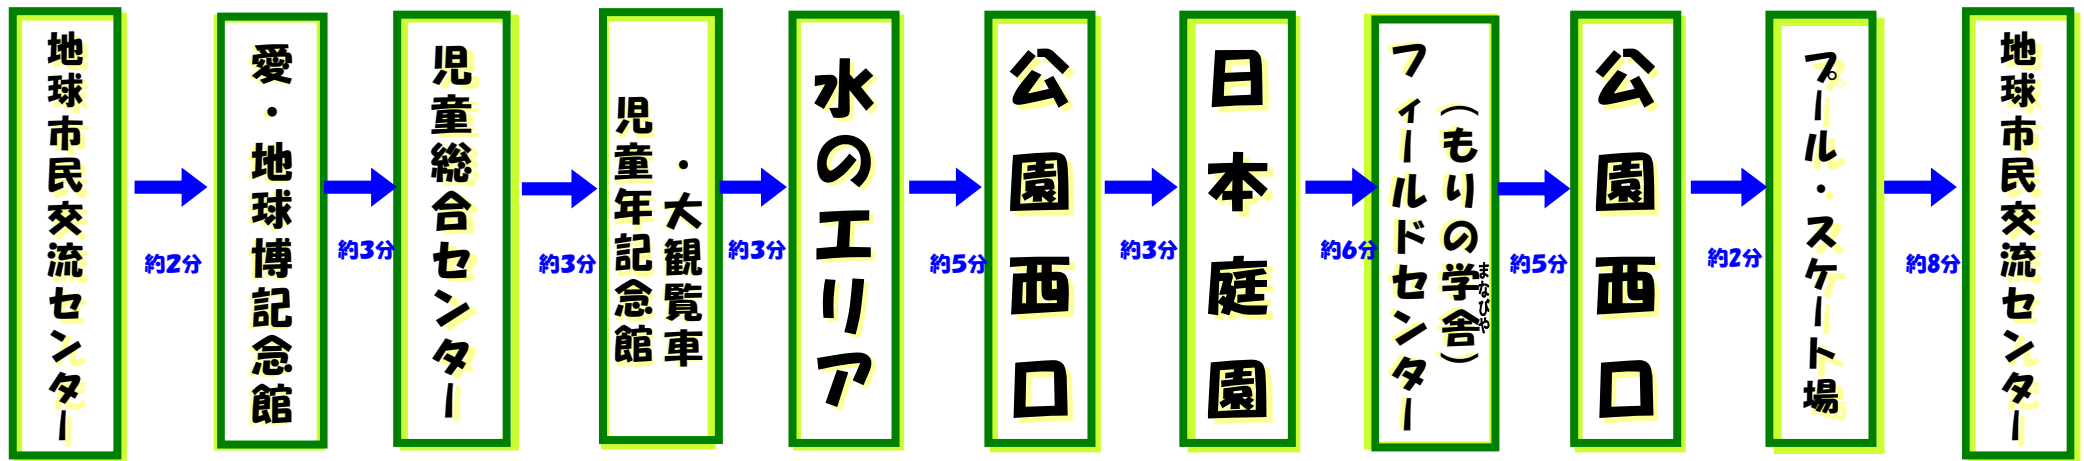 地球市民交流センター
約2分
愛・地球博記念館
約3分
児童総合センター
約3分
児童年記念館
・大観覧車
約3分
水のエリア
約5分
公園西口
約3分
日本庭園
約6分
フィールドセンター
（もりの学舎）
まなびや
約5分
公園西口
約2分
プール・スケート場
約8分
地球市民交流センター